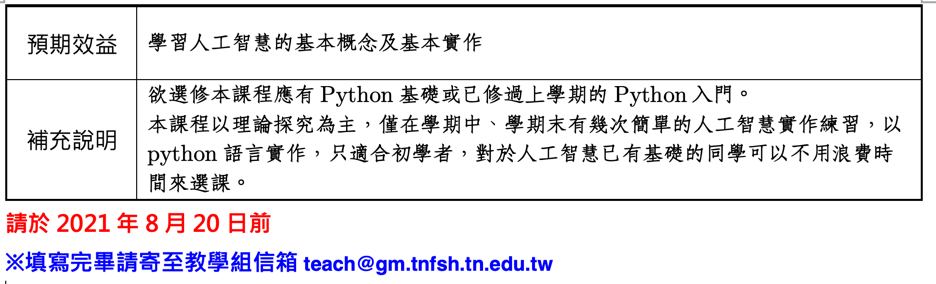 預期效益
學習人工智慧的基本概念及基本實作
補充說明
欲選修本課程應有 Python 基礎或已修過上學期的 Python 入門。
本課程以理論探究為主，僅在學期中、學期末有幾次簡單的人工智慧實作練習，以
python 語言實作，只適合初學者，對於人工智慧已有基礎的同學可以不用浪費時
間來選課。
請於 2021 年 8 月 20 日前
※填寫完畢請寄至教學組信箱 teach@gm.tnfsh.tn.edu.tw